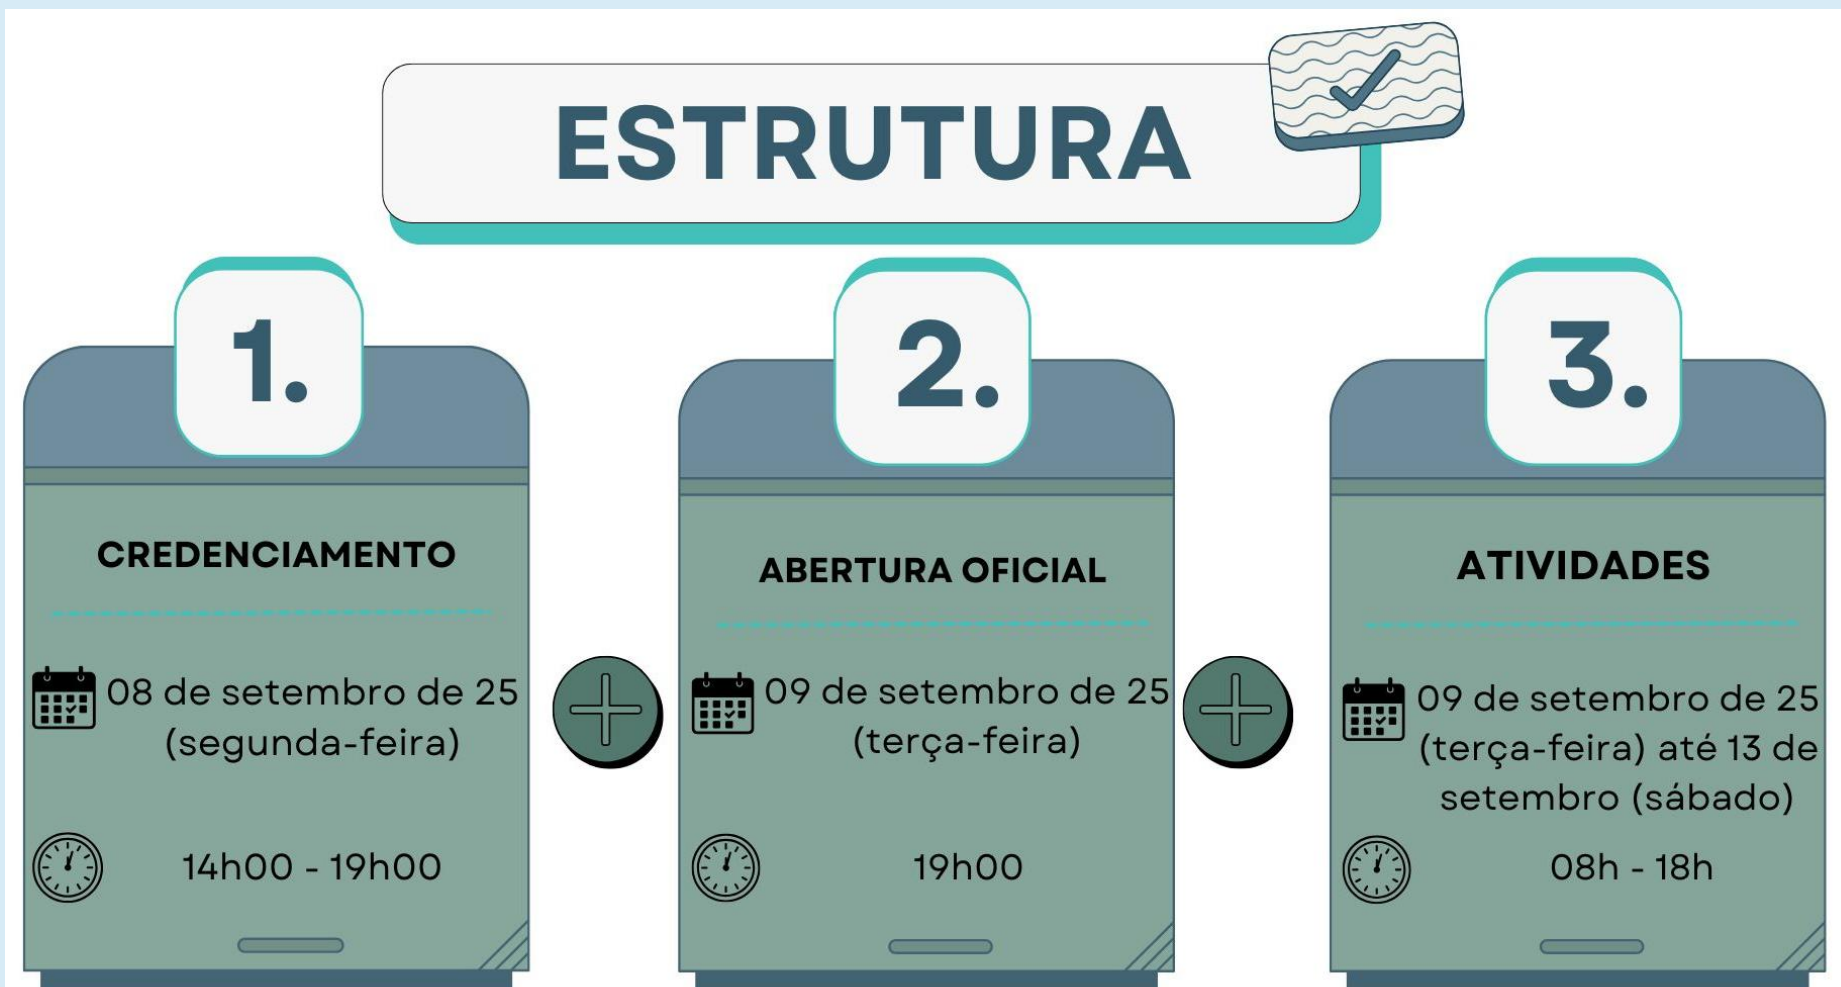 ESTRUTURA
1.
CREDENCIAMENTO
08 de setembro de 25
(segunda-feira)
14h00 - 19h00
2.
ABERTURA OFICIAL
09 de setembro de 25
(terça-feira)
19h00
3.
ATIVIDADES
09 de setembro de 25
(terça-feira) até 13 de
setembro (sábado)
08h - 18h